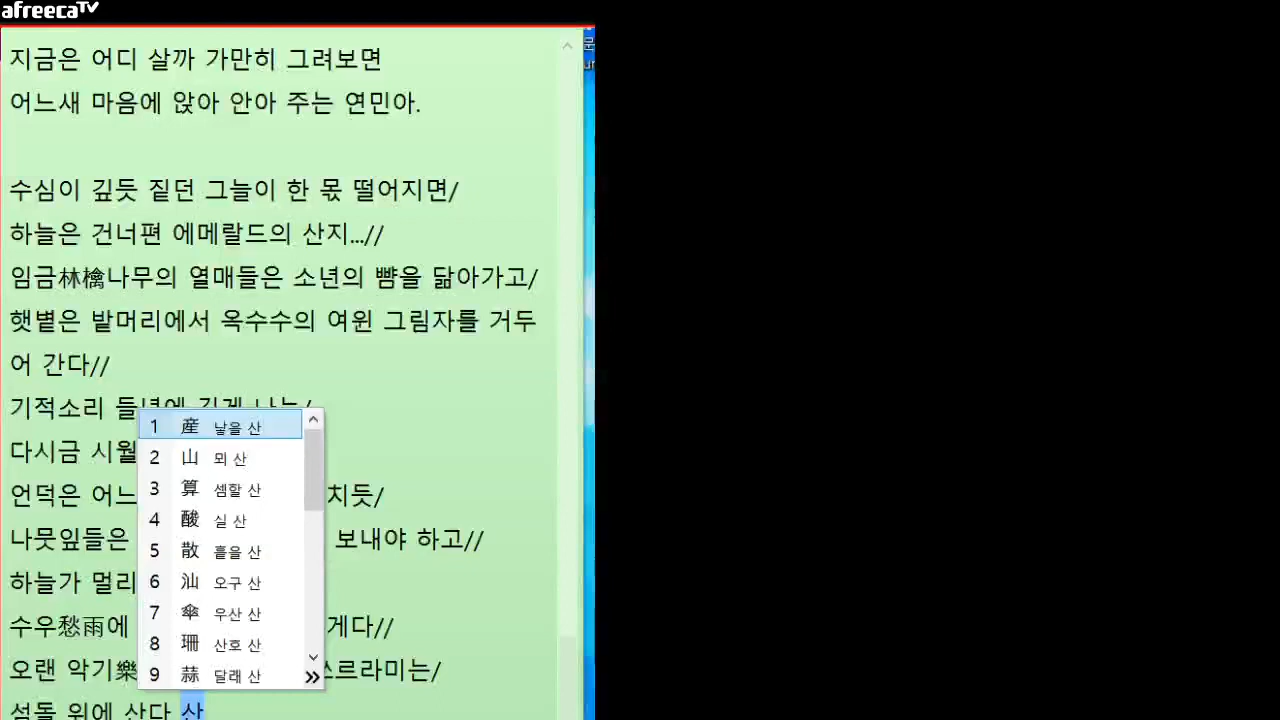 afreecaTV
지금은 어디 살까 가만히 그려보면
어느새 마음에 앉아 안아 주는 연민아.
수심이 깊듯 짙던 그늘이 한 몫 떨어지면/
하늘은 건너편 에메랄드의 산지...//
임금林檎나무의 열매들은 소년의 뺨을 닮아가고/
햇볕은 밭머리에서 옥수수의 여윈 그림자를 거두
어 간다//
기적소리 들녘에 길게 나는/
다시금 시월
언덕은 어느 치듯/
나뭇잎들은 보내야 하고//
하늘가 멀리
수우愁雨에 게다//
오랜 악기樂 쓰르라미는/
섬돌 위에 산다 산
1 産 낳을 산
2 山 뫼 산
3 算 셈할 산
4 酸 실 산
5 散 흩을 산
6 汕 오구 산
7 傘 우산 산
8 珊 산호 산
9 蒜 달래 산